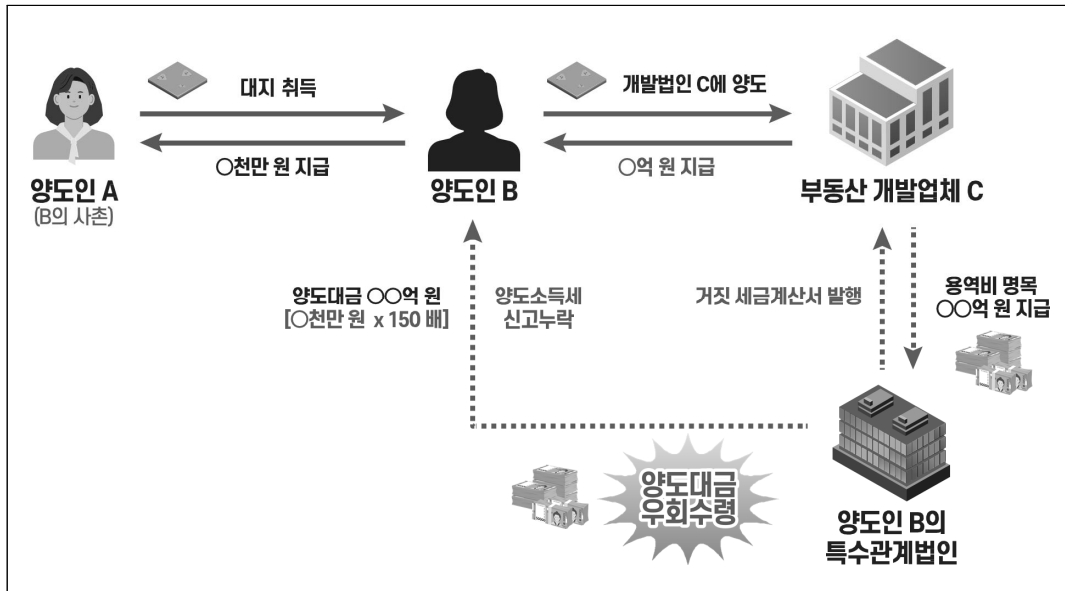 대지 취득
○천만 원 지급
양도인 A
(B의 사촌)
양도인 B
개발법인 C에 양도
○억 원 지급
부동산 개발업체 C
양도대금 ○○억 원
[○천만 원 x 150 배]
양도소득세
신고누락
거짓 세금계산서 발행
용역비 명목
○○억 원 지급
양도대금
우회수령
양도인 B의
특수관계법인